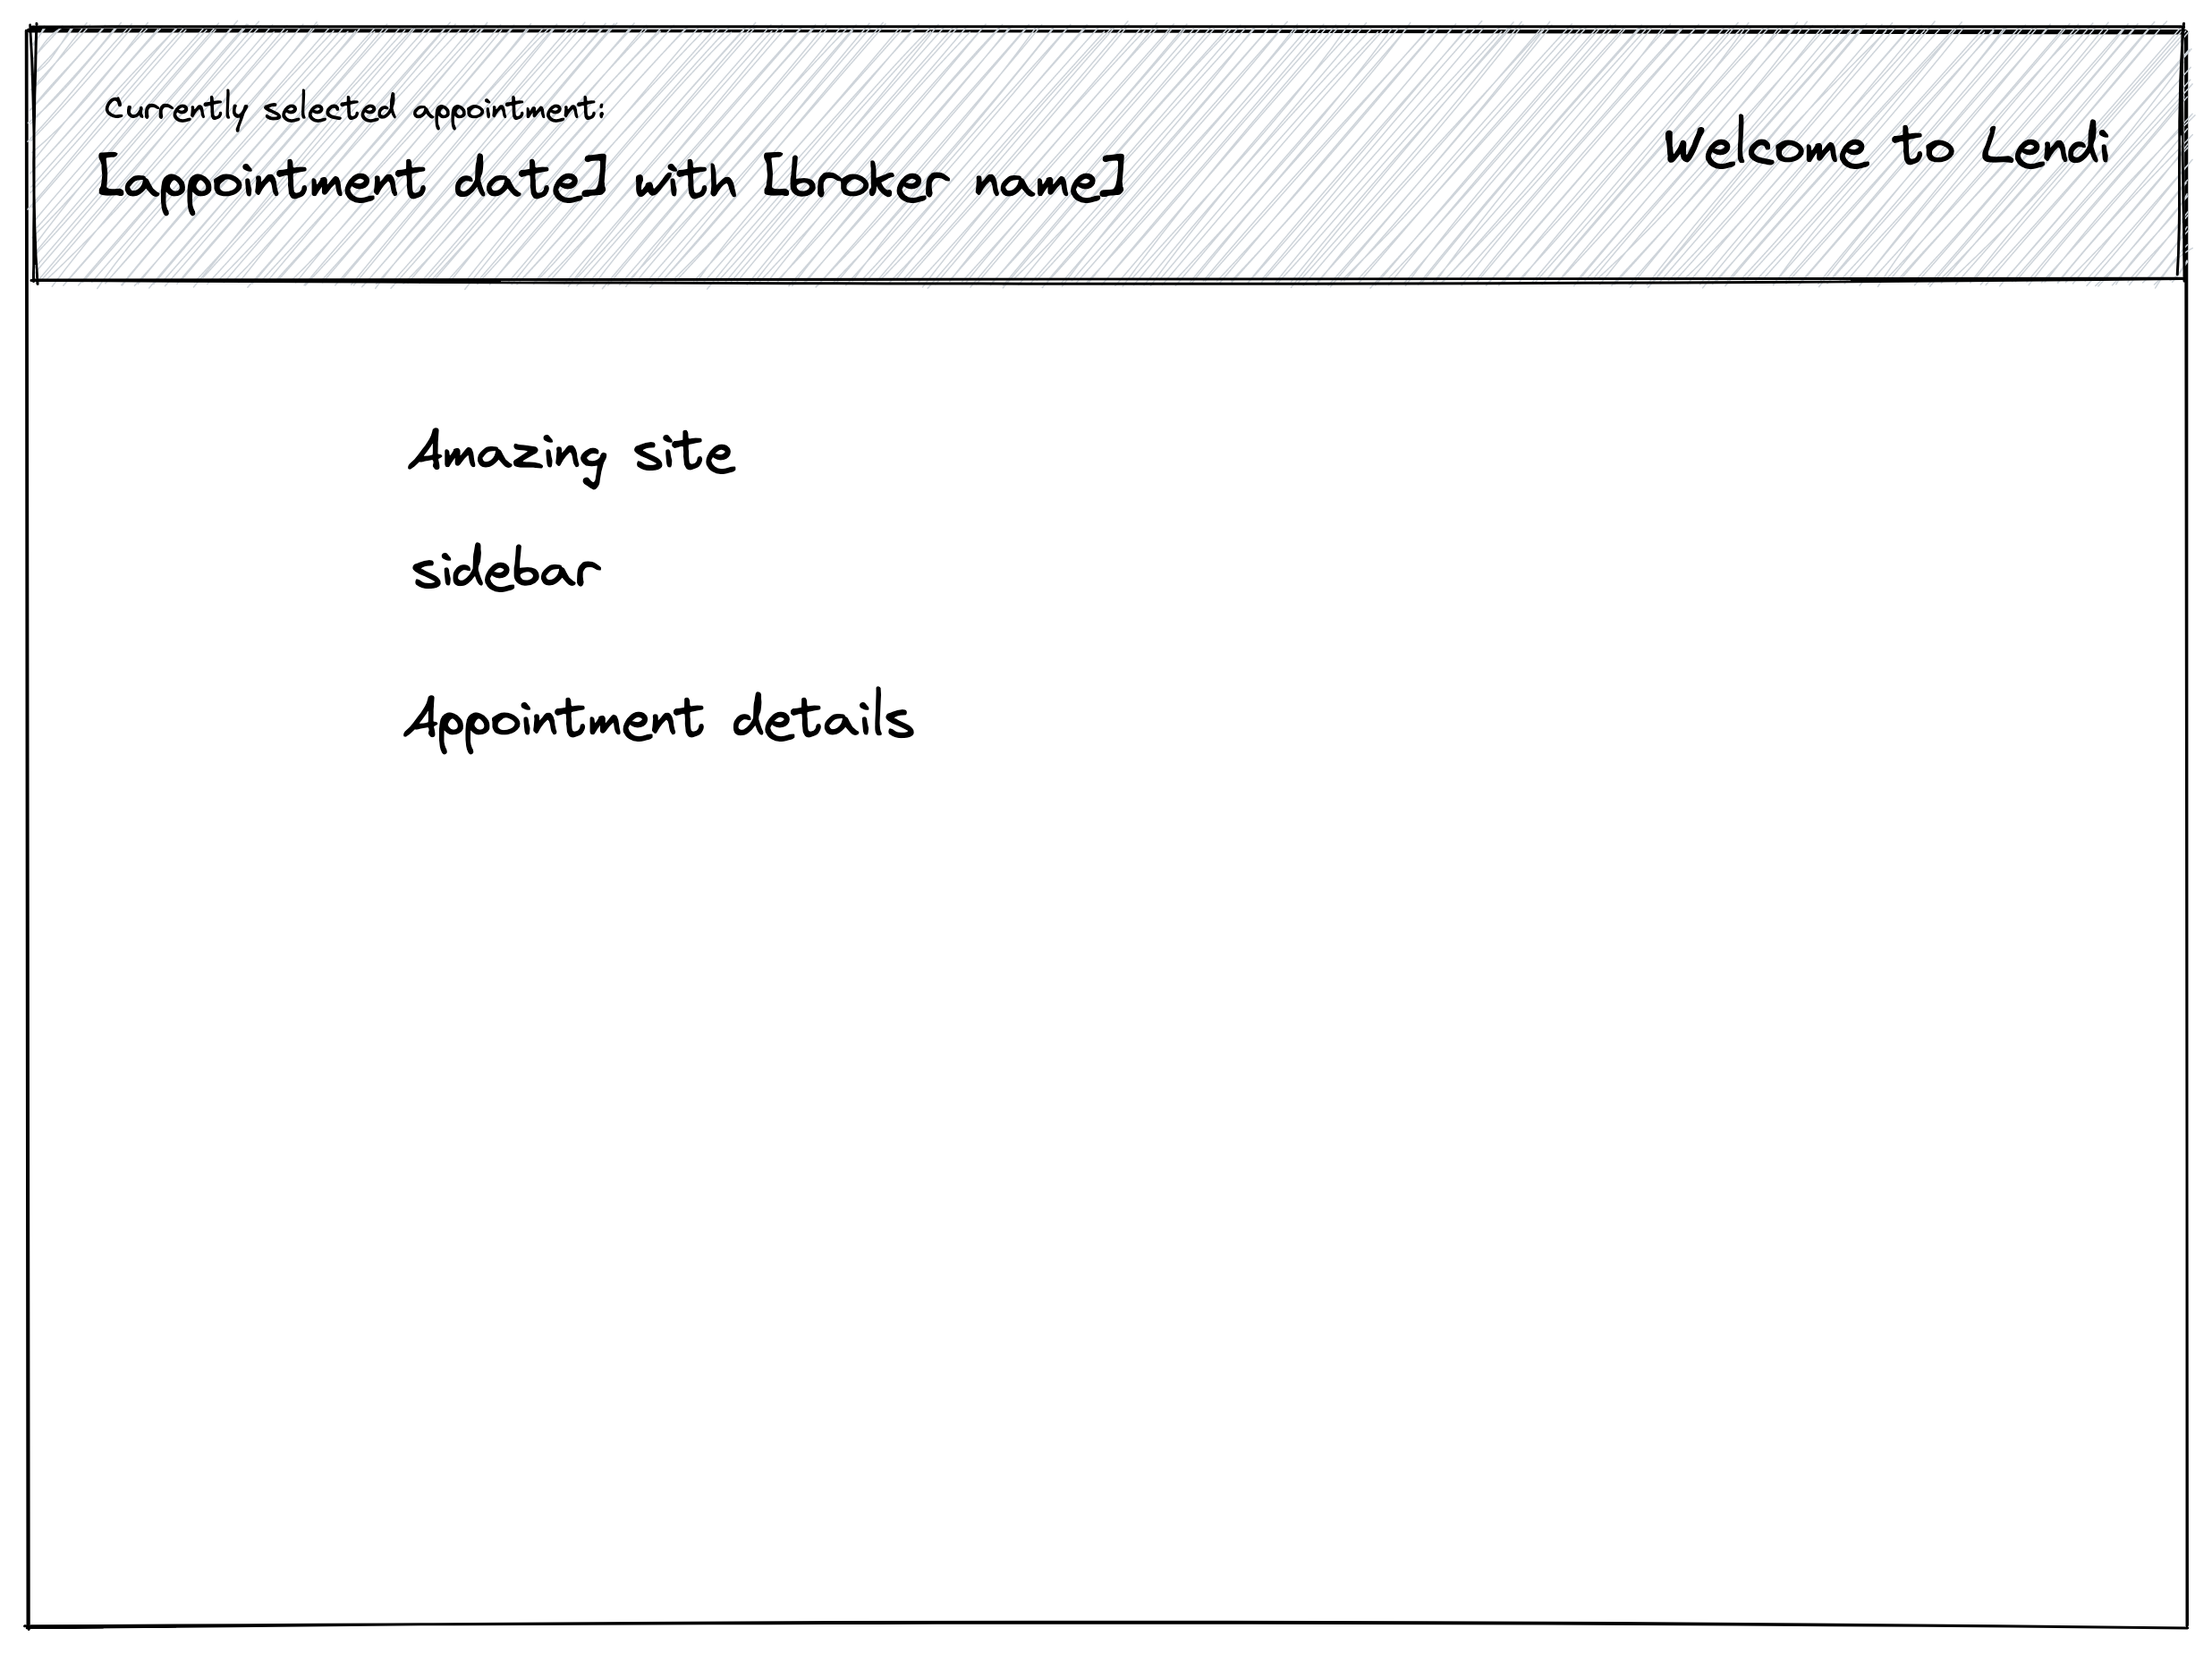 Currently selected appointment:
[appointment date] with [broker name]
Welcome to Lendi
Amazing site
sidebar
Appointment details